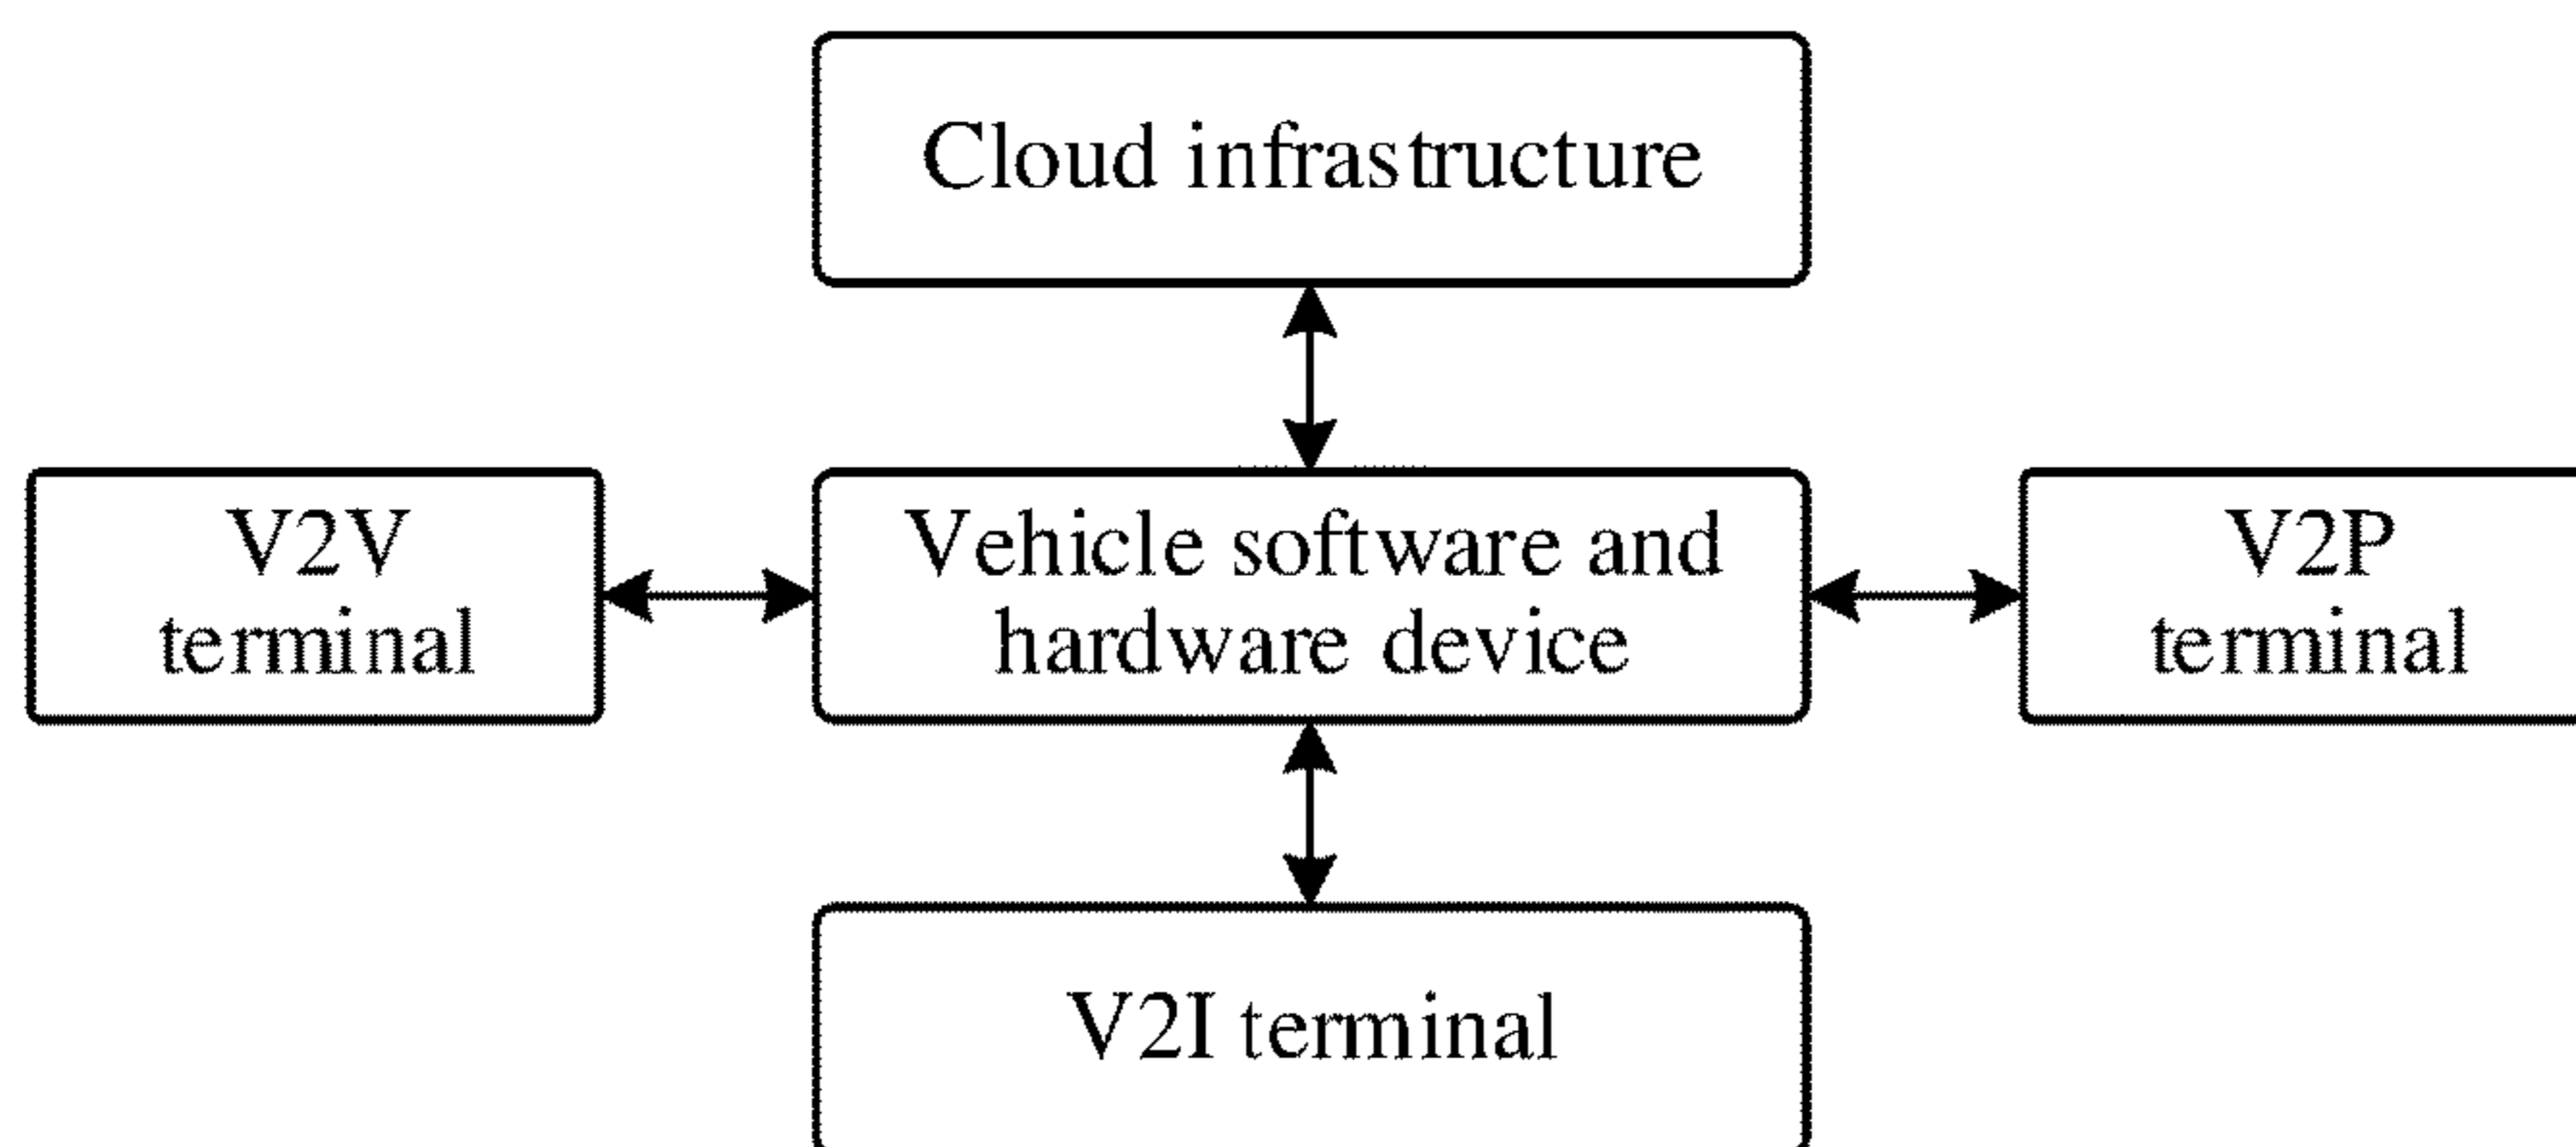 Cloud infrastructure
V2V
terminal
Vehicle software and
hardware device
V2P
terminal
V2I terminal